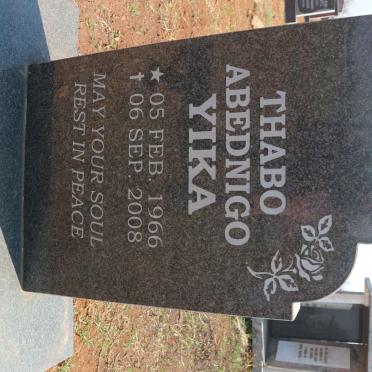 THABO
ABEDNIGO
YIKA
★ 05 FEB. 1966
✝ 06 SEP. 2008
MAY YOUR SOUL
REST IN PEACE